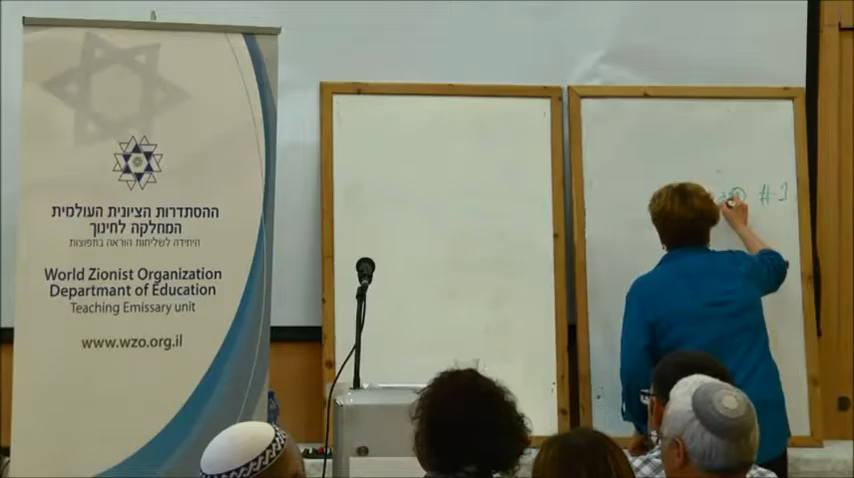 ההסתדרות הציונית העולמית
המחלקה לחינוך
היחידה לשליחות הוראה בתפוצות
World Zionist Organization
Department of Education
Teaching Emissary unit
www.wzo.org.il